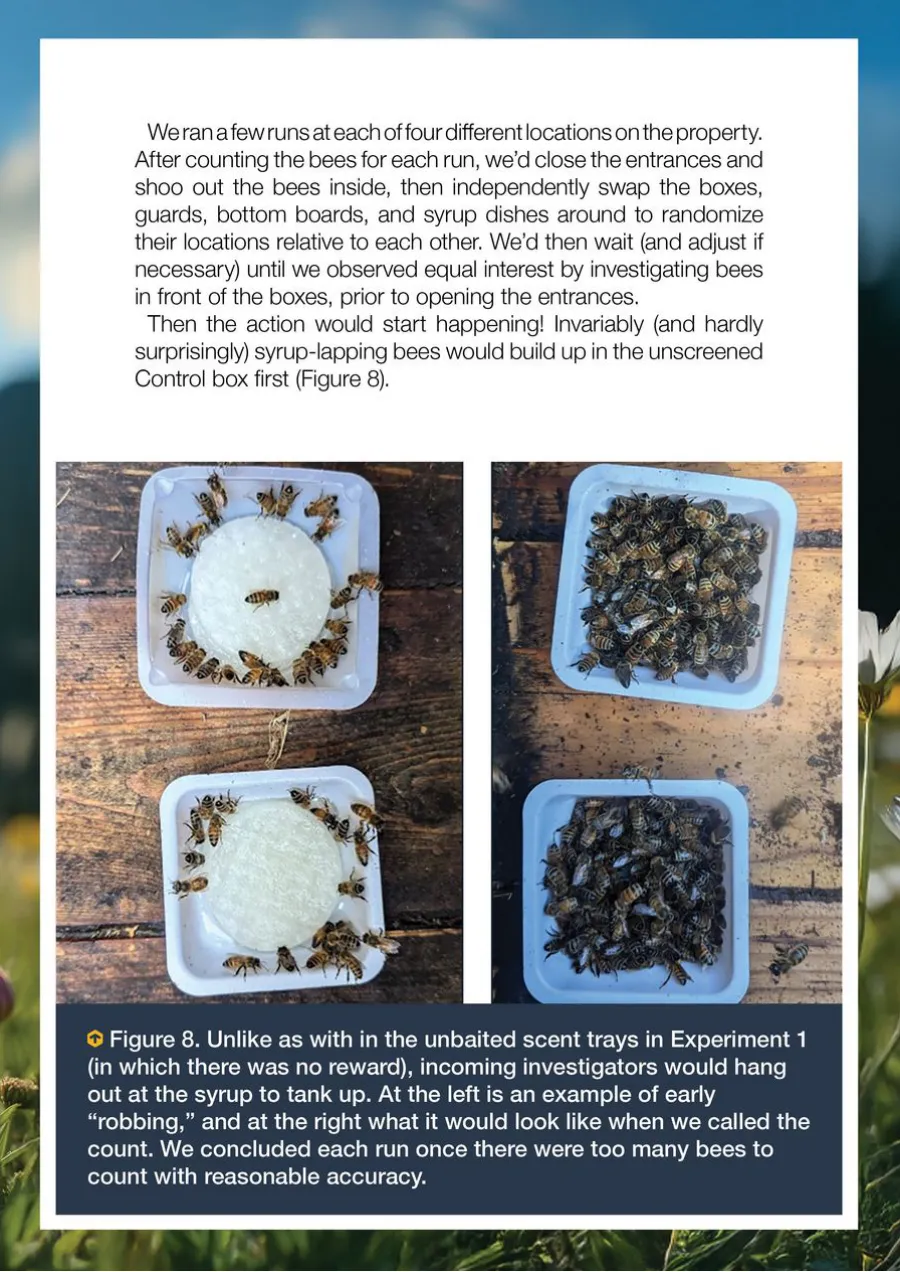 We ran a few runs at each of four different locations on the property.
After counting the bees for each run, we’d close the entrances and
shoo out the bees inside, then independently swap the boxes,
guards, bottom boards, and syrup dishes around to randomize
their locations relative to each other. We’d then wait (and adjust if
necessary) until we observed equal interest by investigating bees
in front of the boxes, prior to opening the entrances.
Then the action would start happening! Invariably (and hardly
surprisingly) syrup-lapping bees would build up in the unscreened
Control box first (Figure 8).
Figure 8. Unlike as with in the unbaited scent trays in Experiment 1
(in which there was no reward), incoming investigators would hang
out at the syrup to tank up. At the left is an example of early
“robbing,” and at the right what it would look like when we called the
count. We concluded each run once there were too many bees to
count with reasonable accuracy.